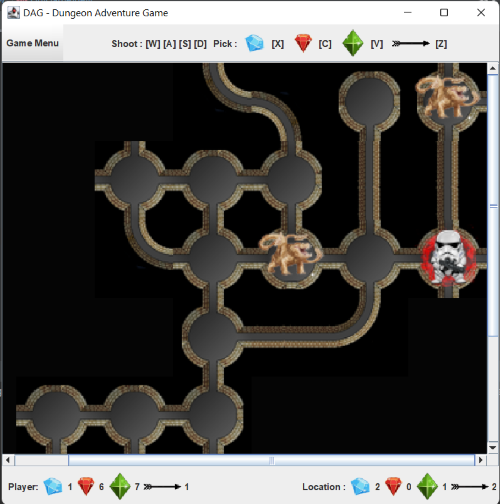 DAG - Dungeon Adventure Game
Game Menu Shoot : [W] [A] [S] [D] Pick : [X] [C] [V] [Z]
Player: 1 6 7 1 Location : 2 0 1 2